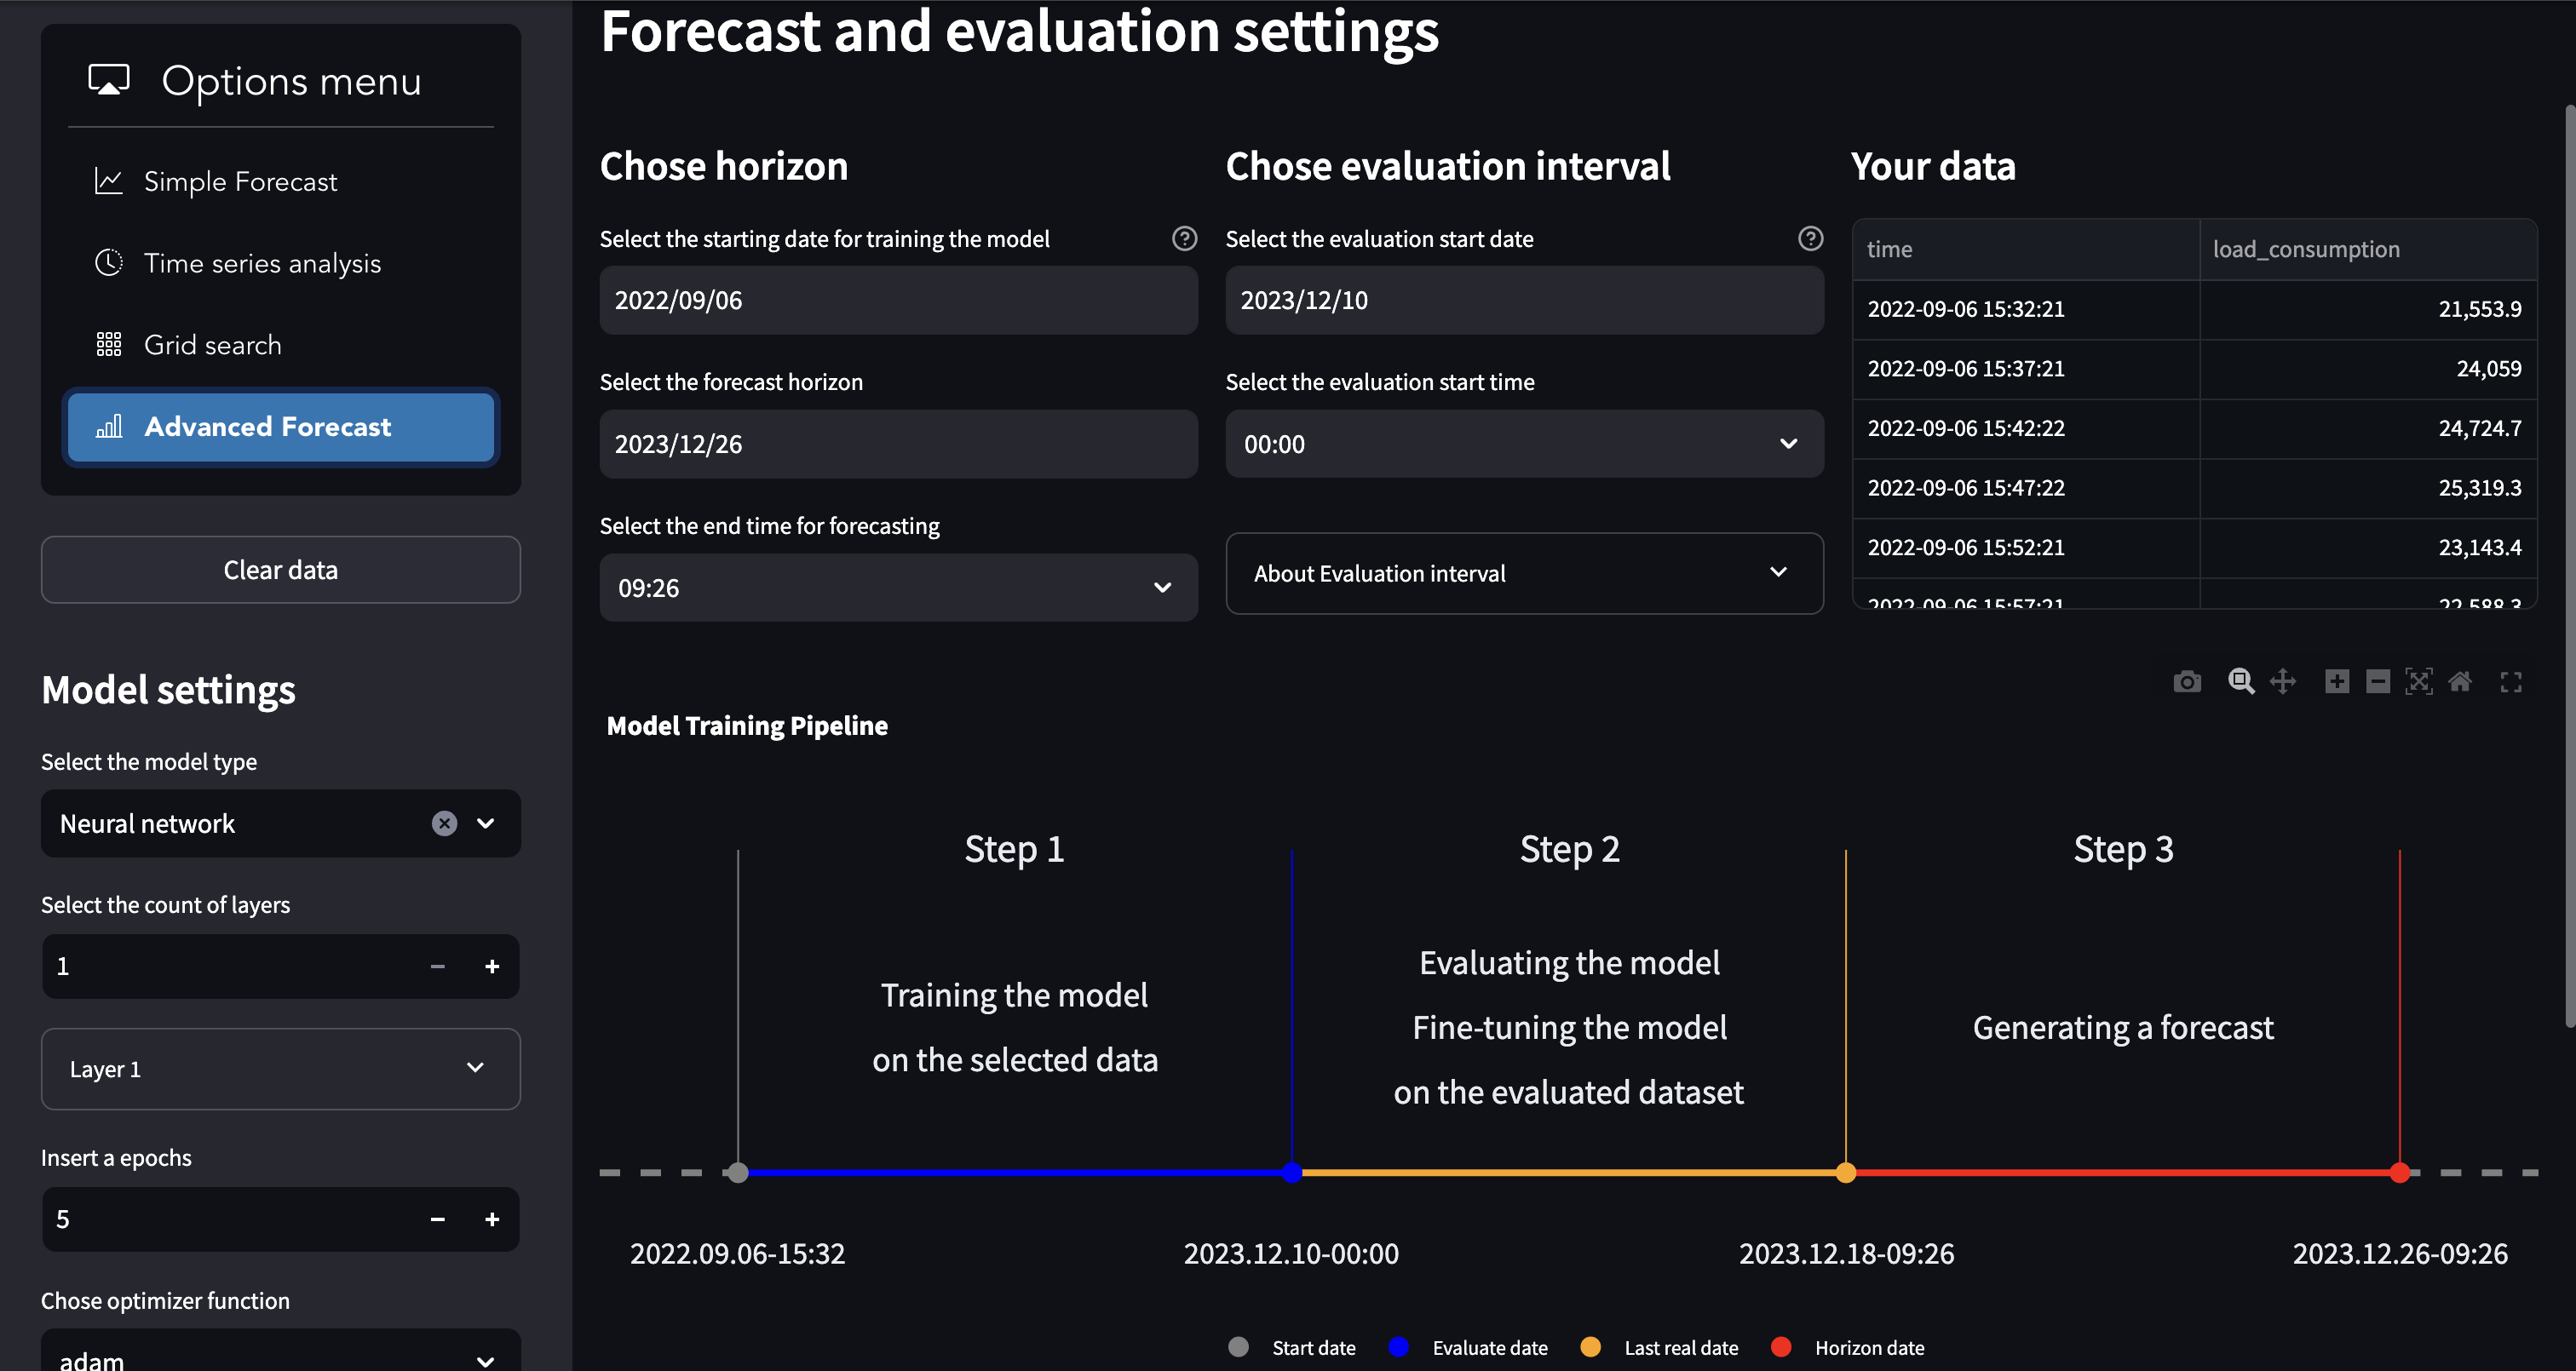 Options menu
Simple Forecast
Time series analysis
Grid search
Advanced Forecast
Clear data
Model settings
Select the model type
Neural network
Select the count of layers
1
Layer 1
Insert a epochs
5
Chose optimizer function
adam
Forecast and evaluation settings
Chose horizon
Select the starting date for training the model
2022/09/06
Select the forecast horizon
2023/12/26
Select the end time for forecasting
09:26
Chose evaluation interval
Select the evaluation start date
2023/12/10
Select the evaluation start time
00:00
About Evaluation interval
Your data
time load_consumption
2022-09-06 15:32:21 21,553.9
2022-09-06 15:37:21 24,059
2022-09-06 15:42:22 24,724.7
2022-09-06 15:47:22 25,319.3
2022-09-06 15:52:21 23,143.4
2022-09-06 15:57:21 22,588.3
Model Training Pipeline
Step 1
Training the model
on the selected data
Step 2
Evaluating the model
Fine-tuning the model
on the evaluated dataset
Step 3
Generating a forecast
2022.09.06-15:32 2023.12.10-00:00 2023.12.18-09:26 2023.12.26-09:26
Start date Evaluate date Last real date Horizon date